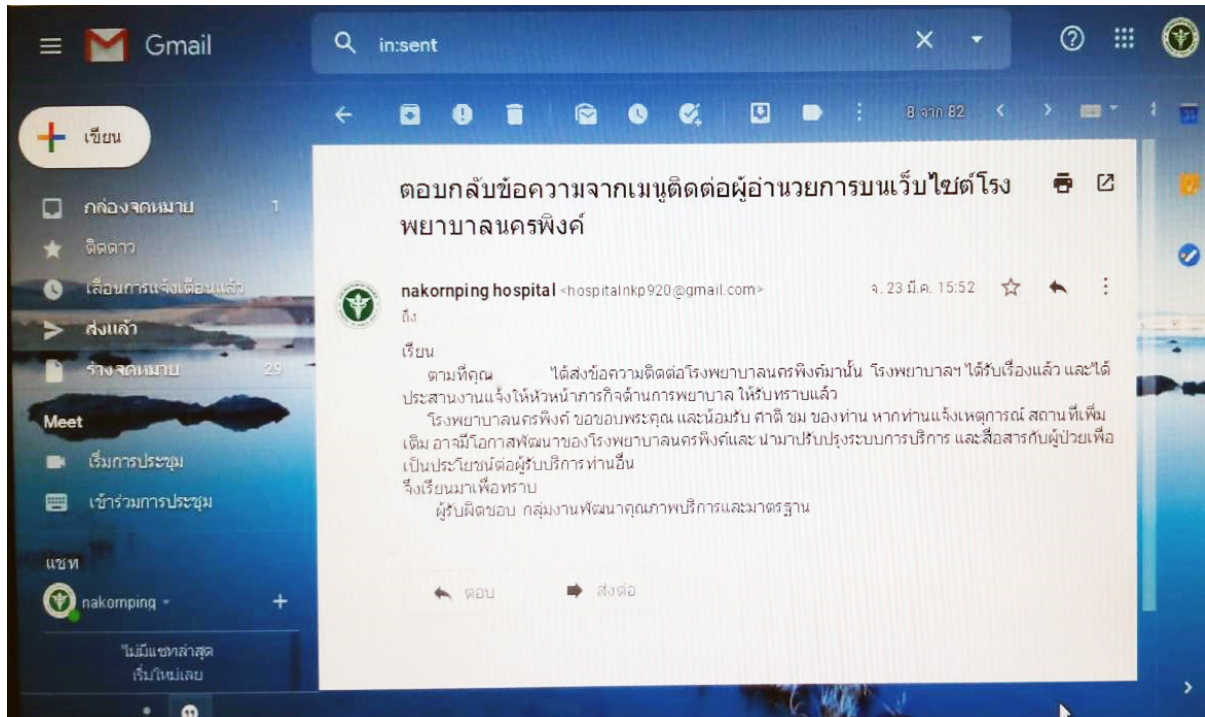 Gmail
in:sent
เขียน
8 จาก 82
กล่องจดหมาย 1
ติดดาว
เลื่อนการแจ้งเตือนแล้ว
ส่งแล้ว
ร่างจดหมาย 29
Meet
เริ่มการประชุม
เข้าร่วมการประชุม
แชท
nakornping
ไม่มีแชทล่าสุด
เริ่มใหม่เลย
ตอบกลับข้อความจากเมนูติดต่อผู้อำนวยการบนเว็บไซต์โรง
พยาบาลนครพิงค์
nakornping hospital <hospitalnkp920@gmail.com> จ. 23 มี.ค. 15:52
ถึง
เรียน
ตามที่คุณ ได้ส่งข้อความติดต่อโรงพยาบาลนครพิงค์มานั้น โรงพยาบาลฯ ได้รับเรื่องแล้ว และได้
ประสานงานแจ้งให้หัวหน้าภารกิจด้านการพยาบาล ให้รับทราบแล้ว
โรงพยาบาลนครพิงค์ ขอขอบพระคุณ และน้อมรับ คำติ ชม ของท่าน หากท่านแจ้งเหตุการณ์ สถานที่เพิ่ม
เติม อาจมีโอกาสพัฒนาของโรงพยาบาลนครพิงค์และ นำมาปรับปรุงระบบการบริการ และสื่อสารกับผู้ป่วยเพื่อ
เป็นประโยชน์ต่อผู้รับบริการท่านอื่น
จึงเรียนมาเพื่อทราบ
ผู้รับผิดชอบ กลุ่มงานพัฒนาคุณภาพบริการและมาตรฐาน
ตอบ ส่งต่อ